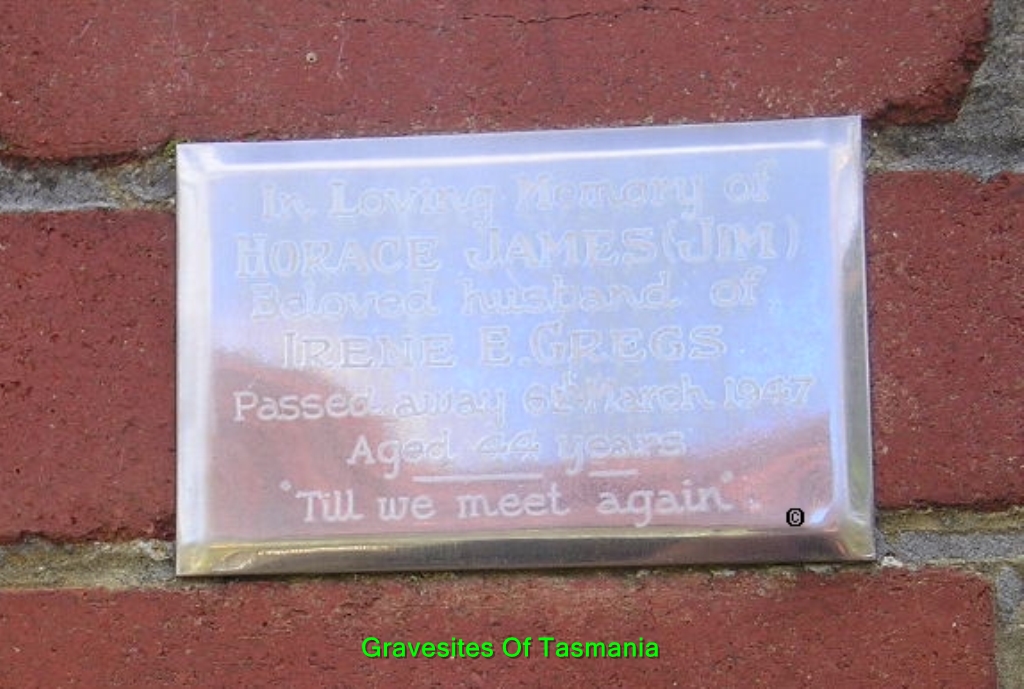 In Loving Memory of
HORACE JAMES (JIM)
Beloved husband of
IRENE E. GREGS
Passed away 6th March 1947
Aged 44 years
"Till we meet again".
©
Gravesites Of Tasmania